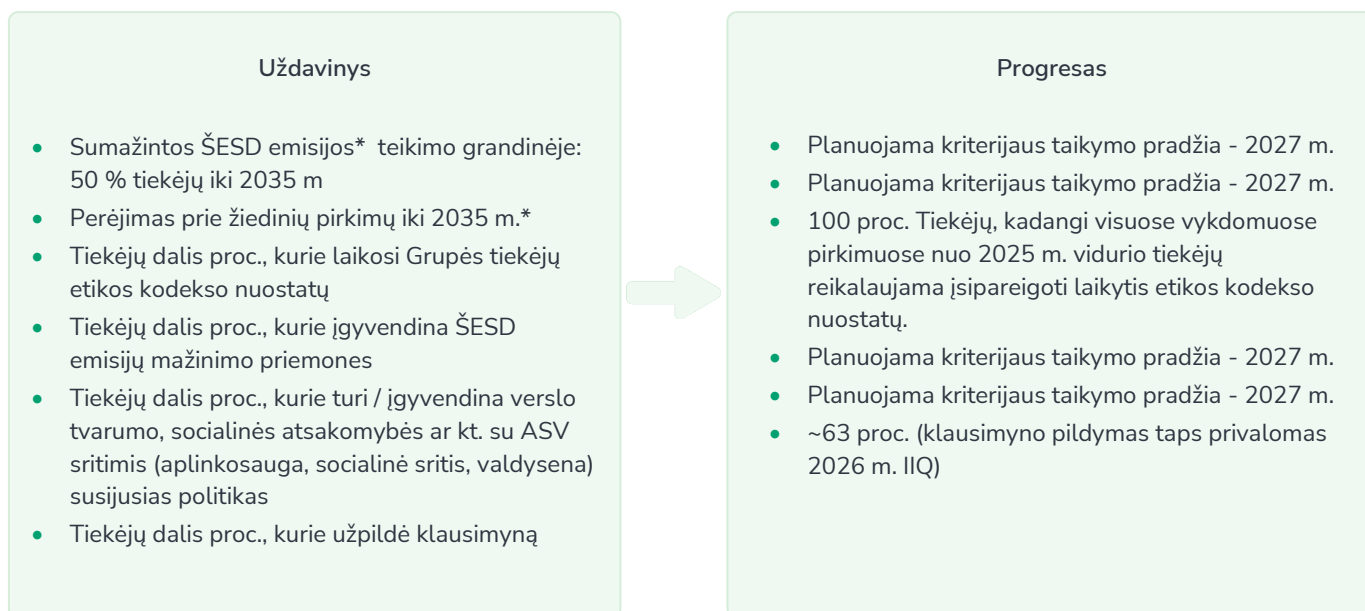 Uždavinys
• Sumažintos ŠESD emisijos* teikimo grandinėje:
50 % tiekėjų iki 2035 m
• Perėjimas prie žiedinių pirkimų iki 2035 m.*
• Tiekėjų dalis proc., kurie laikosi Grupės tiekėjų
etikos kodekso nuostatų
• Tiekėjų dalis proc., kurie įgyvendina ŠESD
emisijų mažinimo priemones
• Tiekėjų dalis proc., kurie turi / įgyvendina verslo
tvarumo, socialinės atsakomybės ar kt. su ASV
sritimis (aplinkosauga, socialinė sritis, valdysena)
susijusias politikas
• Tiekėjų dalis proc., kurie užpildė klausimyną
Progresas
• Planuojama kriterijaus taikymo pradžia - 2027 m.
• Planuojama kriterijaus taikymo pradžia - 2027 m.
• 100 proc. Tiekėjų, kadangi visuose vykdomuose
pirkimuose nuo 2025 m. vidurio tiekėjų
reikalaujama įsipareigoti laikytis etikos kodekso
nuostatų.
• Planuojama kriterijaus taikymo pradžia - 2027 m.
• Planuojama kriterijaus taikymo pradžia - 2027 m.
• ~63 proc. (klausimyno pildymas taps privalomas
2026 m. IIQ)